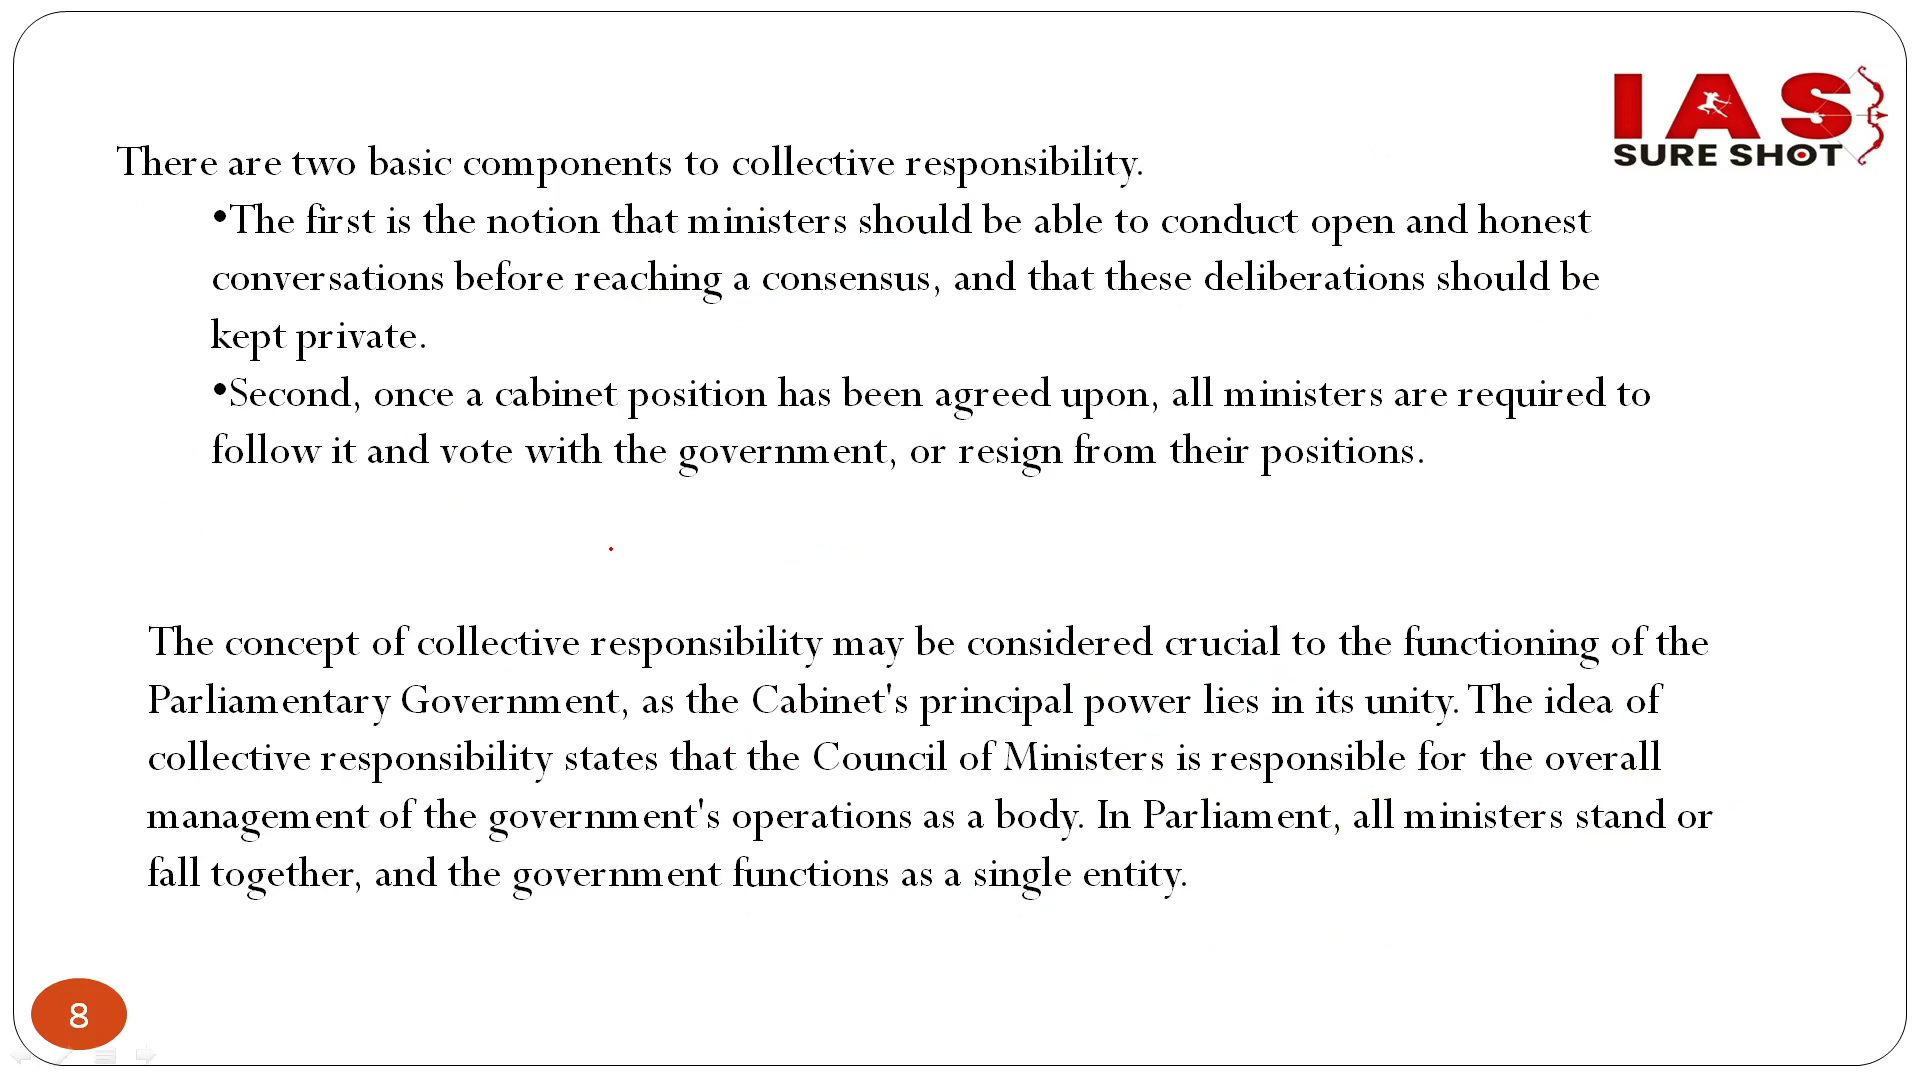 IAS
SURE SHOT
There are two basic components to collective responsibility.
•The first is the notion that ministers should be able to conduct open and honest
conversations before reaching a consensus, and that these deliberations should be
kept private.
•Second, once a cabinet position has been agreed upon, all ministers are required to
follow it and vote with the government, or resign from their positions.
The concept of collective responsibility may be considered crucial to the functioning of the
Parliamentary Government, as the Cabinet's principal power lies in its unity. The idea of
collective responsibility states that the Council of Ministers is responsible for the overall
management of the government's operations as a body. In Parliament, all ministers stand or
fall together, and the government functions as a single entity.
8